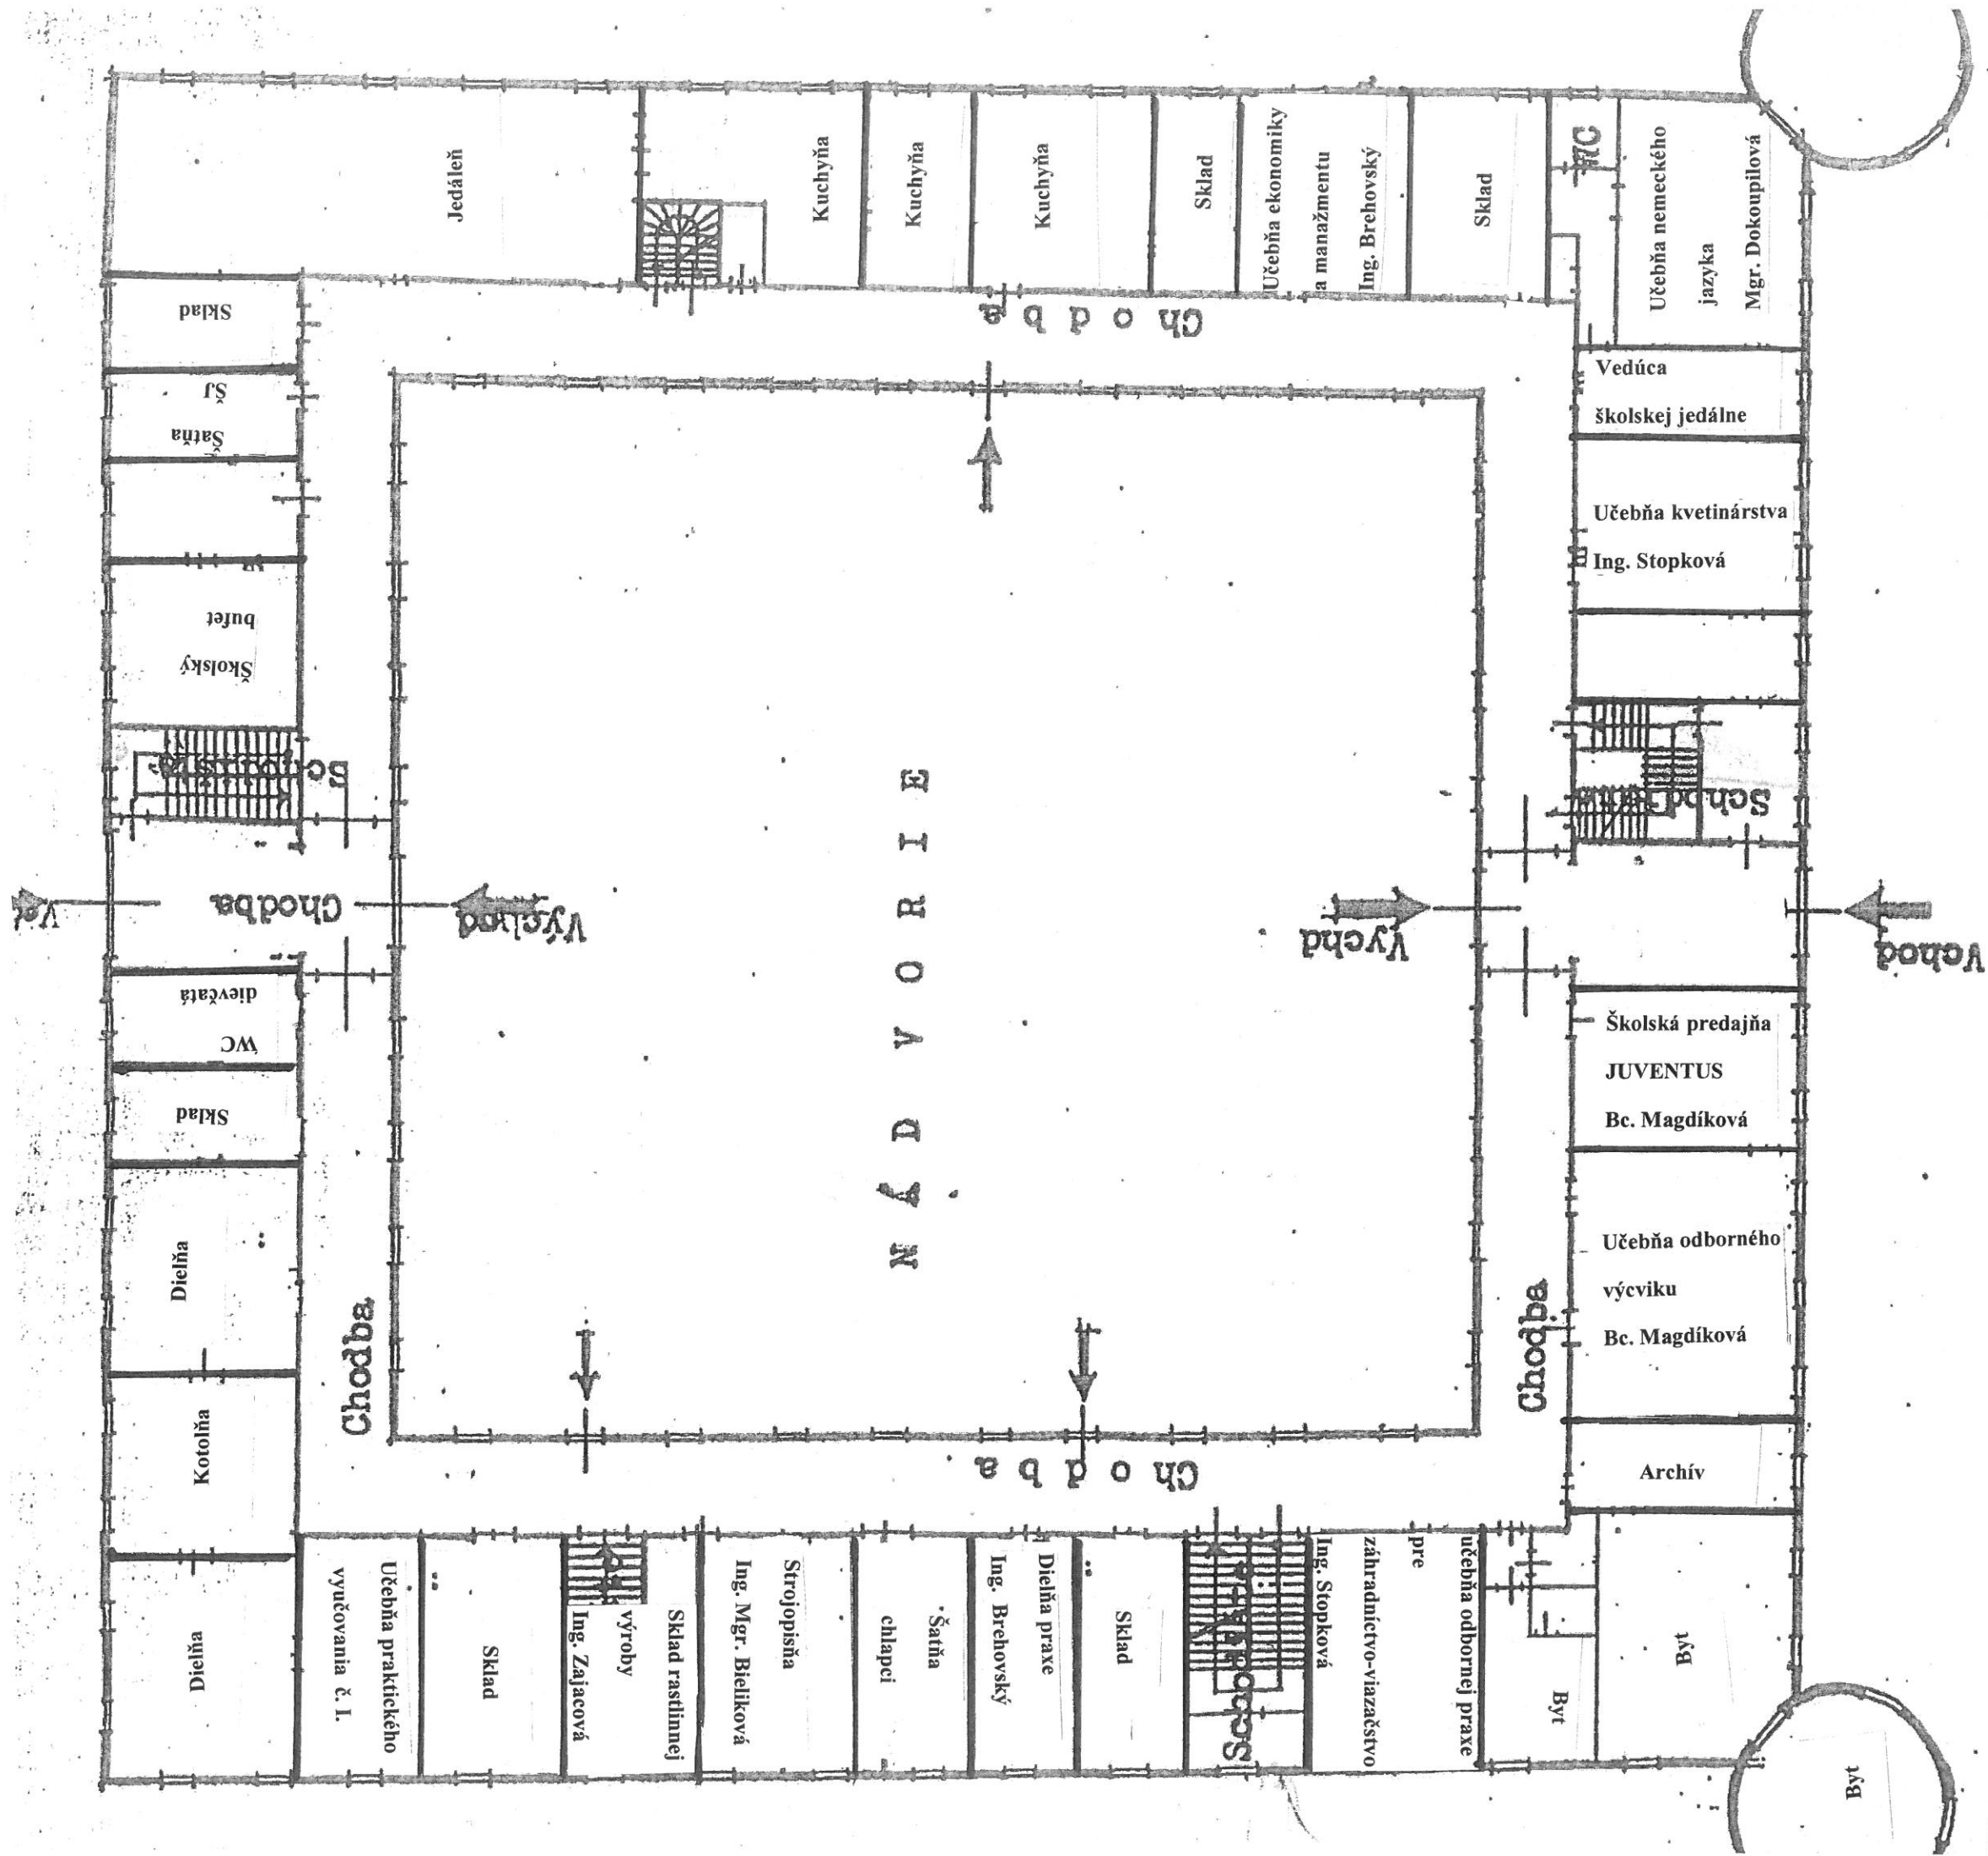 Jedáleň
Kuchyňa
Kuchyňa
Kuchyňa
Sklad
Učebňa ekonomiky
a manažmentu
Ing. Brehovský
Sklad
WC
Učebňa nemeckého
jazyka
Mgr. Dokoupilová
Chodba
Sklad
ŠJ
Šatňa
Vedúca
školskej jedálne
Učebňa kvetinárstva
Ing. Stopková
Školský
bufet
Chodba
Východ
NÁDVORIE
Vychd
Vchod
WC
dievčatá
Sklad
Školská predajňa
JUVENTUS
Bc. Magdíková
Dielňa
Chodba
Chodba
Učebňa odborného
výcviku
Bc. Magdíková
Kotolňa
Archív
Chodba
Dielňa
Učebňa praktického
vyučovania č. I.
Sklad
Sklad rastlinnej
výroby
Ing. Zajacová
Strojopisňa
Ing. Mgr. Bieliková
Šatňa
chlapci
Dielňa praxe
Ing. Brehovský
Sklad
učebňa odbornej praxe
pre
záhradníctvo-viazačstvo
Ing. Stopková
Byt
Byt
Byt